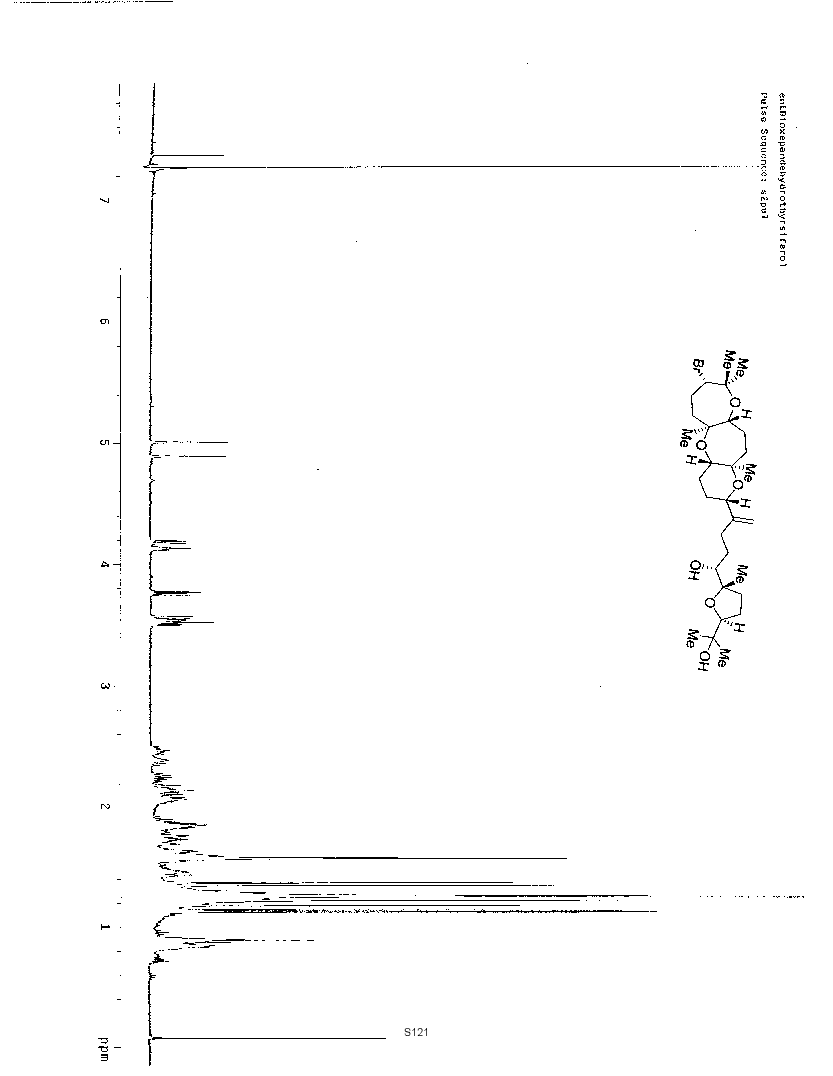 entDioxepandehydrothyrsiferol
Pulse Sequence: s2pul
Me
Me
Br
O
H
Me
O
H
Me
O
H
OH
Me
O
H
Me
Me
OH
7
6
5
4
3
2
1
ppm
S121